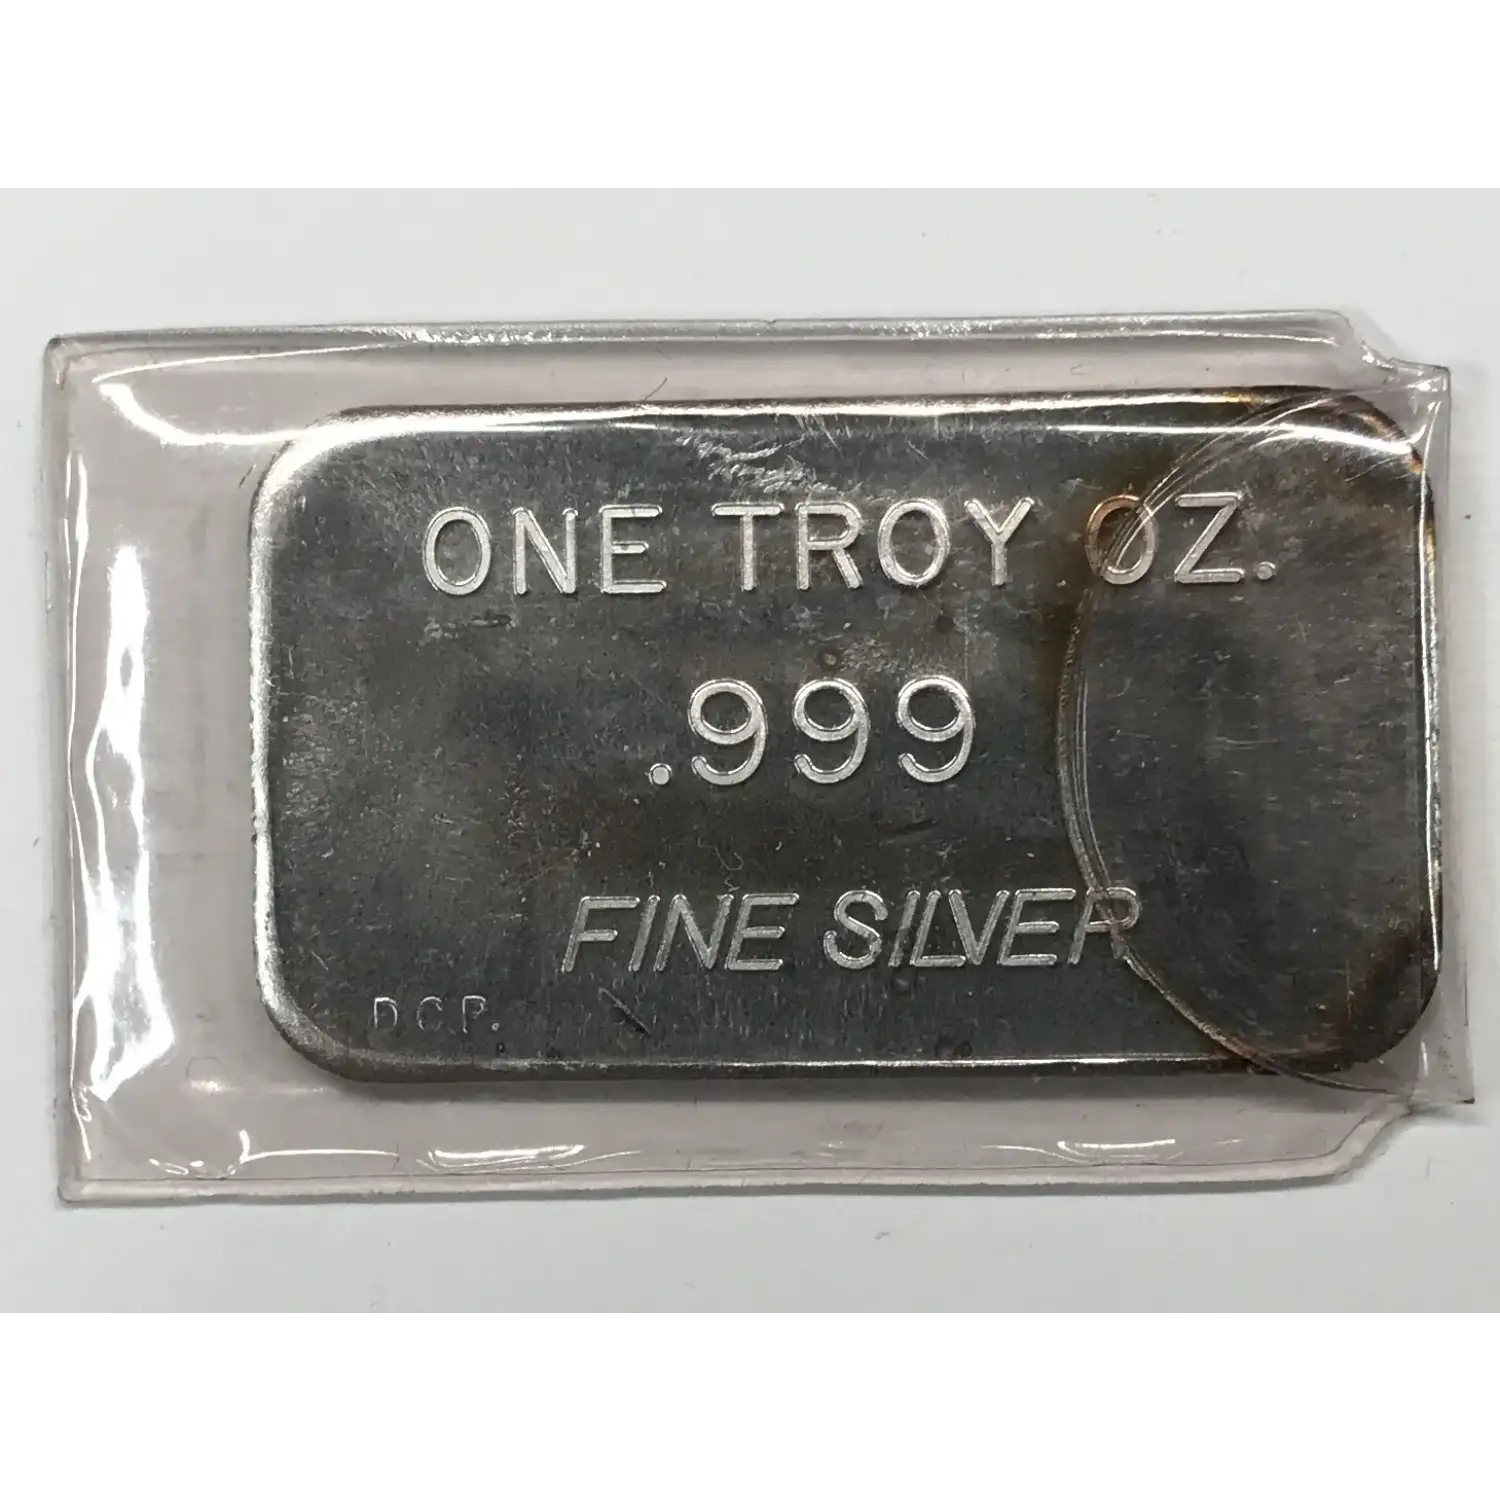 ONE TROY OZ.
.999
FINE SILVER
D C P.